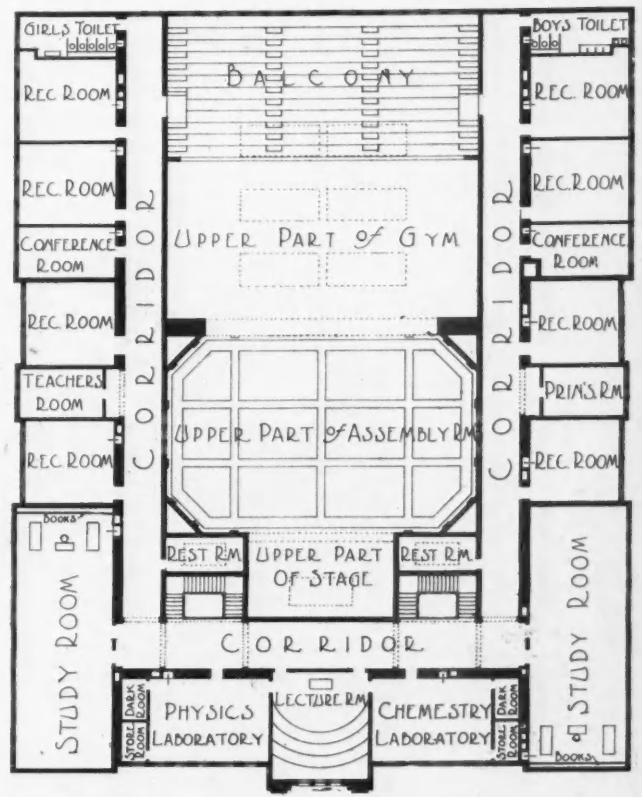 GIRLS TOILET
BOYS TOILET
BALCONY
REC. ROOM
REC. ROOM
REC. ROOM
REC. ROOM
CORRIDOR
CORRIDOR
UPPER PART OF GYM
CONFERENCE
ROOM
CONFERENCE
ROOM
REC. ROOM
REC. ROOM
TEACHERS
ROOM
PRIN'S. RM.
UPPER PART OF ASSEMBLY RM.
REC. ROOM
REC. ROOM
BOOKS
REST RM.
UPPER PART
OF STAGE
REST RM.
STUDY ROOM
STUDY ROOM
CORRIDOR
DARK
ROOM
STORE
ROOM
PHYSICS
LABORATORY
LECTURE RM.
CHEMESTRY
LABORATORY
DARK
ROOM
STORE
ROOM
BOOKS